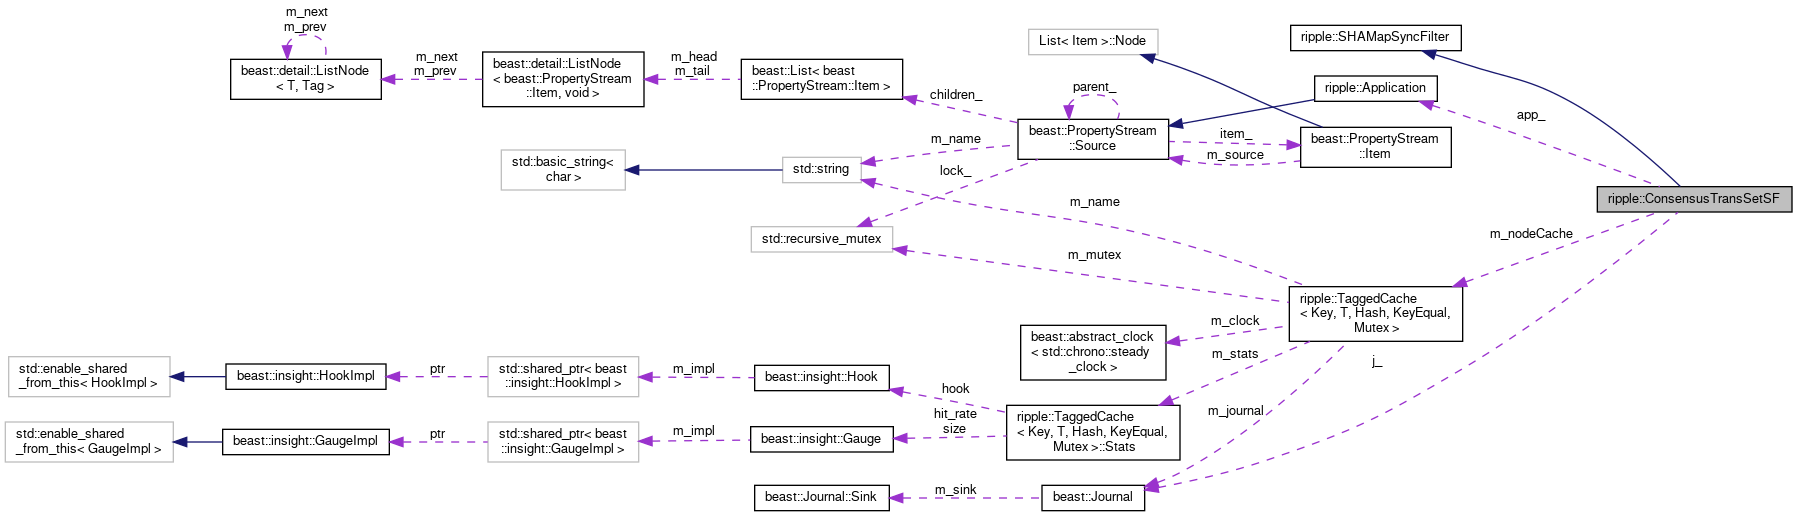 m_next
m_prev
beast::detail::ListNode
< T, Tag >
m_next
m_prev
beast::detail::ListNode
< beast::PropertyStream
::Item, void >
m_head
m_tail
beast::List< beast
::PropertyStream::Item >
children_
List< Item >::Node
ripple::SHAMapSyncFilter
parent_
ripple::Application
app_
beast::PropertyStream
::Source
item_
m_source
beast::PropertyStream
::Item
m_name
std::basic_string<
char >
std::string
lock_
ripple::ConsensusTransSetSF
m_name
std::recursive_mutex
m_mutex
m_nodeCache
ripple::TaggedCache
< Key, T, Hash, KeyEqual,
Mutex >
m_clock
beast::abstract_clock
< std::chrono::steady
_clock >
m_stats
j_
std::enable_shared
_from_this< HookImpl >
beast::insight::HookImpl
ptr
std::shared_ptr< beast
::insight::HookImpl >
m_impl
beast::insight::Hook
hook
hit_rate
size
ripple::TaggedCache
< Key, T, Hash, KeyEqual,
Mutex >::Stats
m_journal
std::enable_shared
_from_this< GaugeImpl >
beast::insight::GaugeImpl
ptr
std::shared_ptr< beast
::insight::GaugeImpl >
m_impl
beast::insight::Gauge
beast::Journal::Sink
m_sink
beast::Journal